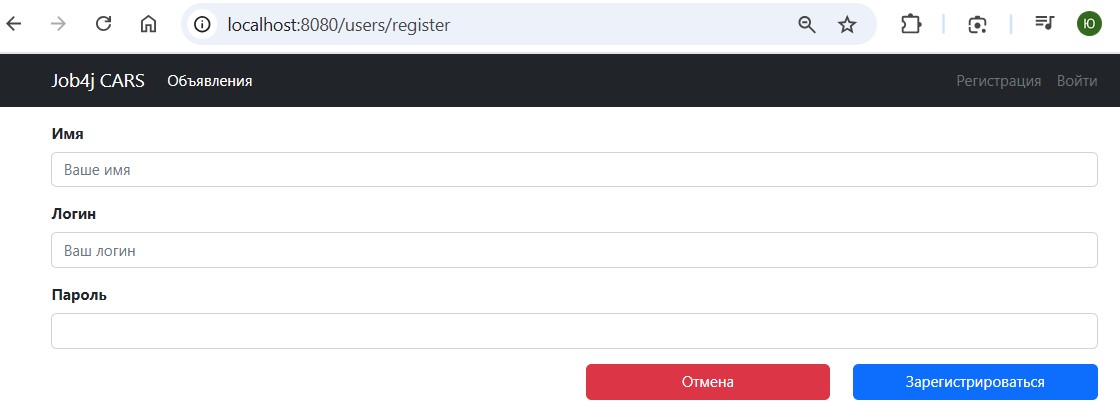 localhost:8080/users/register
Ю
Job4j CARS Объявления Регистрация Войти
Имя
Ваше имя
Логин
Ваш логин
Пароль
Отмена Зарегистрироваться